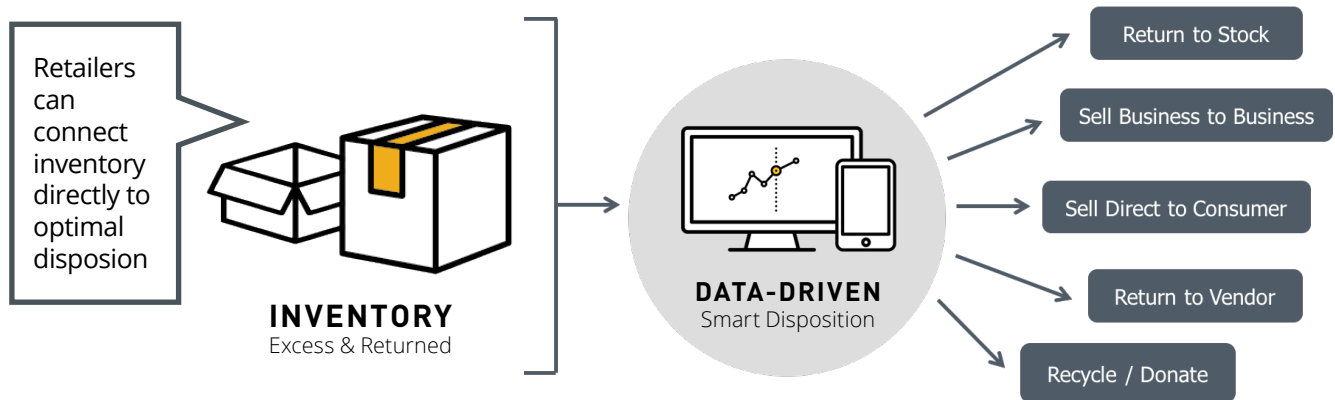 Retailers
can
connect
inventory
directly to
optimal
disposion
INVENTORY
Excess & Returned
DATA-DRIVEN
Smart Disposition
Return to Stock
Sell Business to Business
Sell Direct to Consumer
Return to Vendor
Recycle / Donate